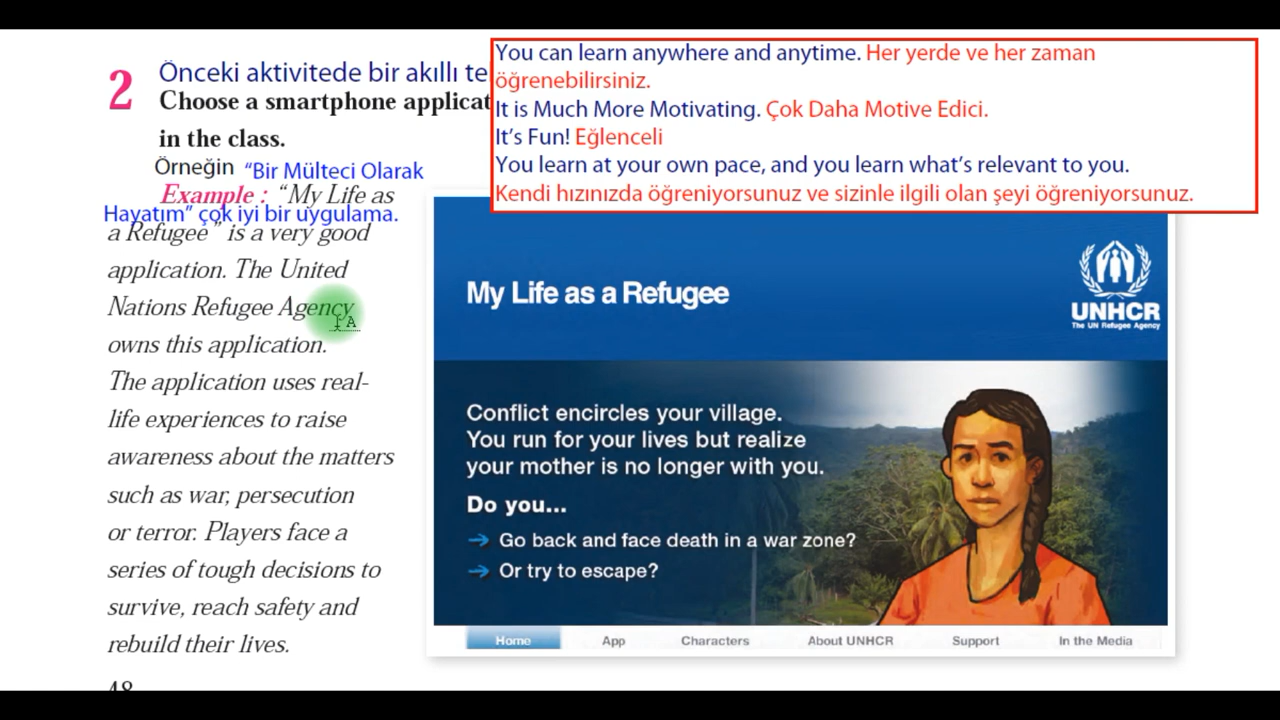 You can learn anywhere and anytime. Her yerde ve her zaman
öğrenebilirsiniz.
It is Much More Motivating. Çok Daha Motive Edici.
It's Fun! Eğlenceli
You learn at your own pace, and you learn what's relevant to you.
Kendi hızınızda öğreniyorsunuz ve sizinle ilgili olan şeyi öğreniyorsunuz.
2
Önceki aktivitede bir akıllı te
Choose a smartphone applicat
in the class.
Örneğin "Bir Mülteci Olarak
Example : "My Life as
Hayatım" çok iyi bir uygulama.
a Refugee" is a very good
application. The United
Nations Refugee Agency
owns this application.
The application uses real-
life experiences to raise
awareness about the matters
such as war, persecution
or terror. Players face a
series of tough decisions to
survive, reach safety and
rebuild their lives.
My Life as a Refugee
UNHCR
The UN Refugee Agency
Conflict encircles your village.
You run for your lives but realize
your mother is no longer with you.
Do you...
Go back and face death in a war zone?
Or try to escape?
Home App Characters About UNHCR Support In the Media